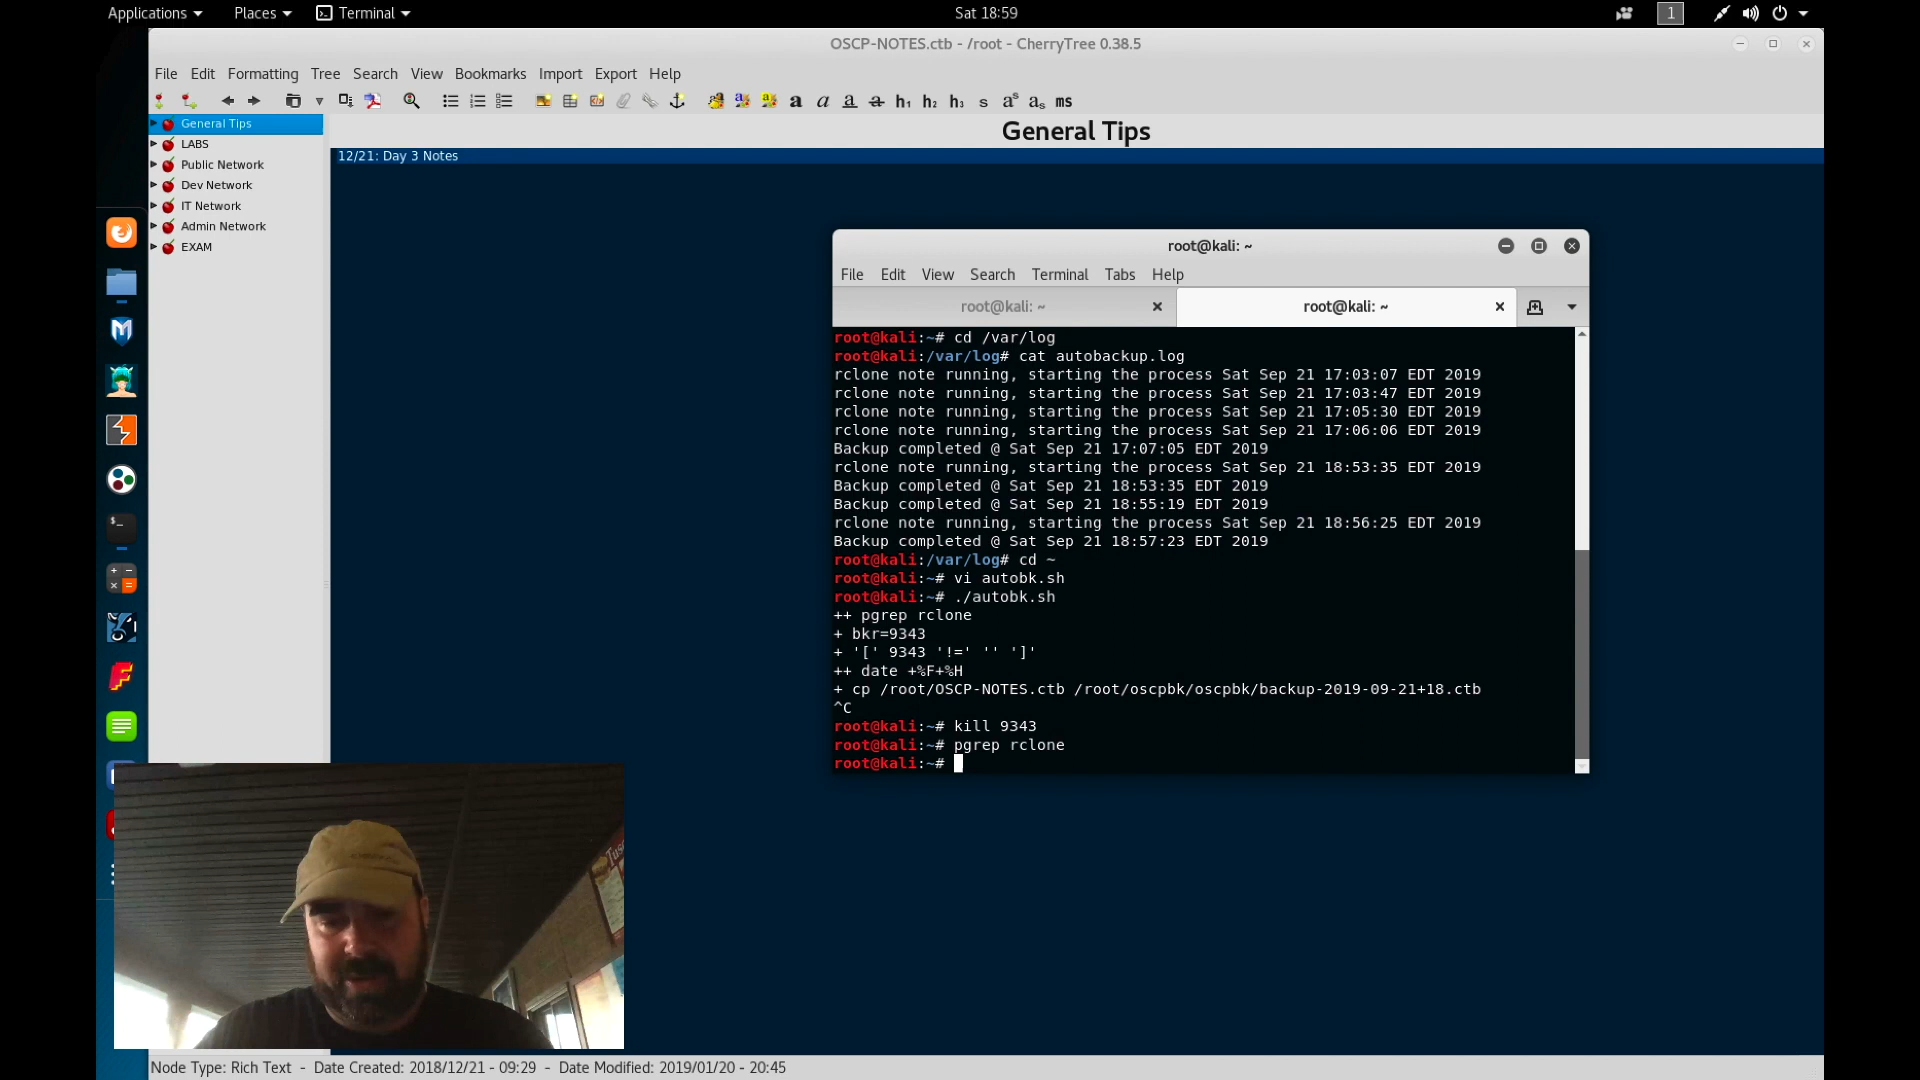 Applications Places Terminal Sat 18:59 1
OSCP-NOTES.ctb - /root - CherryTree 0.38.5
File Edit Formatting Tree Search View Bookmarks Import Export Help
a a a a h1 h2 h3 s as as ms
General Tips
LABS
Public Network
Dev Network
IT Network
Admin Network
EXAM
General Tips
12/21: Day 3 Notes
root@kali: ~
File Edit View Search Terminal Tabs Help
root@kali: ~ root@kali: ~
root@kali:~# cd /var/log
root@kali:/var/log# cat autobackup.log
rclone note running, starting the process Sat Sep 21 17:03:07 EDT 2019
rclone note running, starting the process Sat Sep 21 17:03:47 EDT 2019
rclone note running, starting the process Sat Sep 21 17:05:30 EDT 2019
rclone note running, starting the process Sat Sep 21 17:06:06 EDT 2019
Backup completed @ Sat Sep 21 17:07:05 EDT 2019
rclone note running, starting the process Sat Sep 21 18:53:35 EDT 2019
Backup completed @ Sat Sep 21 18:53:35 EDT 2019
Backup completed @ Sat Sep 21 18:55:19 EDT 2019
rclone note running, starting the process Sat Sep 21 18:56:25 EDT 2019
Backup completed @ Sat Sep 21 18:57:23 EDT 2019
root@kali:/var/log# cd ~
root@kali:~# vi autobk.sh
root@kali:~# ./autobk.sh
++ pgrep rclone
+ bkr=9343
+ '[' 9343 '!=' '' ']'
++ date +%F+%H
+ cp /root/OSCP-NOTES.ctb /root/oscpbk/oscpbk/backup-2019-09-21+18.ctb
^C
root@kali:~# kill 9343
root@kali:~# pgrep rclone
root@kali:~#
Node Type: Rich Text - Date Created: 2018/12/21 - 09:29 - Date Modified: 2019/01/20 - 20:45